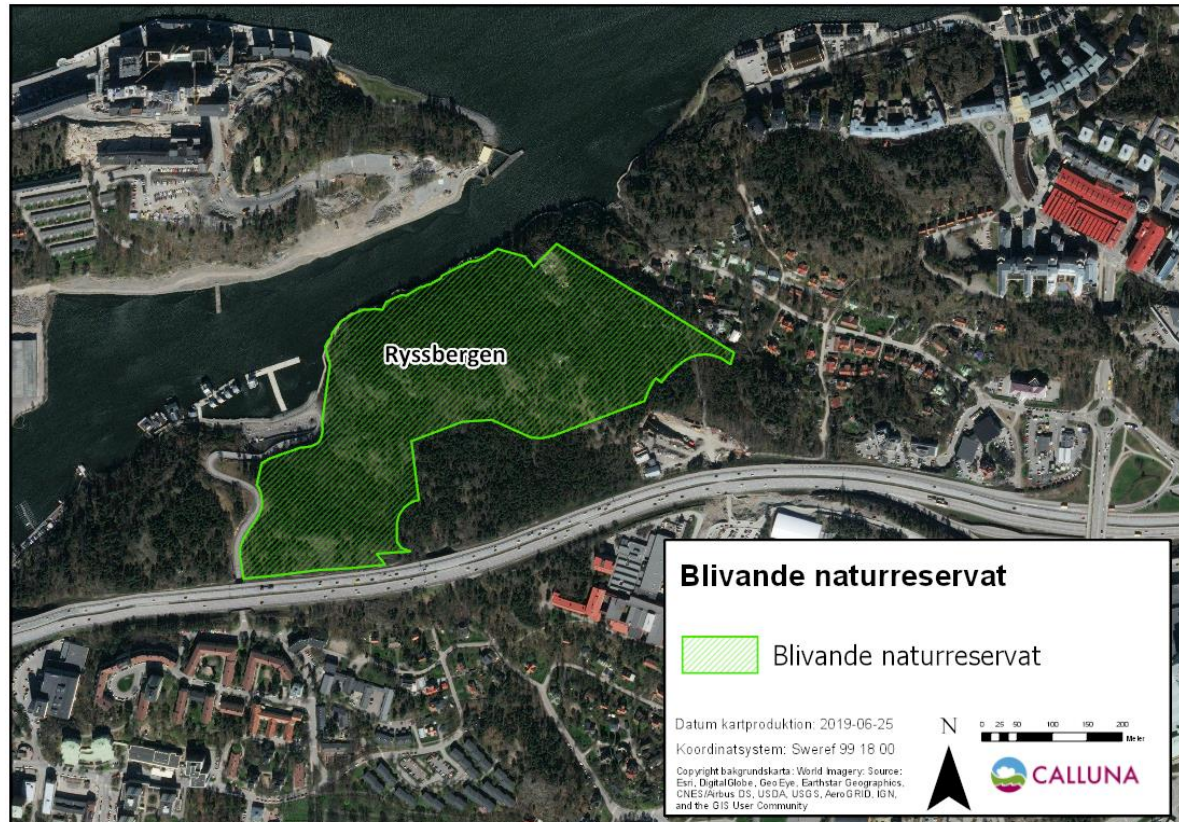 Ryssbergen
Blivande naturreservat
Blivande naturreservat
Datum kartproduktion: 2019-06-25
Koordinatsystem: Sweref 99 18 00
Copyright bakgrundskarta: World Imagery: Source:
Esri, DigitalGlobe, GeoEye, Earthstar Geographics,
CNES/Airbus DS, USDA, USGS, AeroGRID, IGN,
and the GIS User Community
N
0 25 50 100 150 200
Meter
CALLUNA